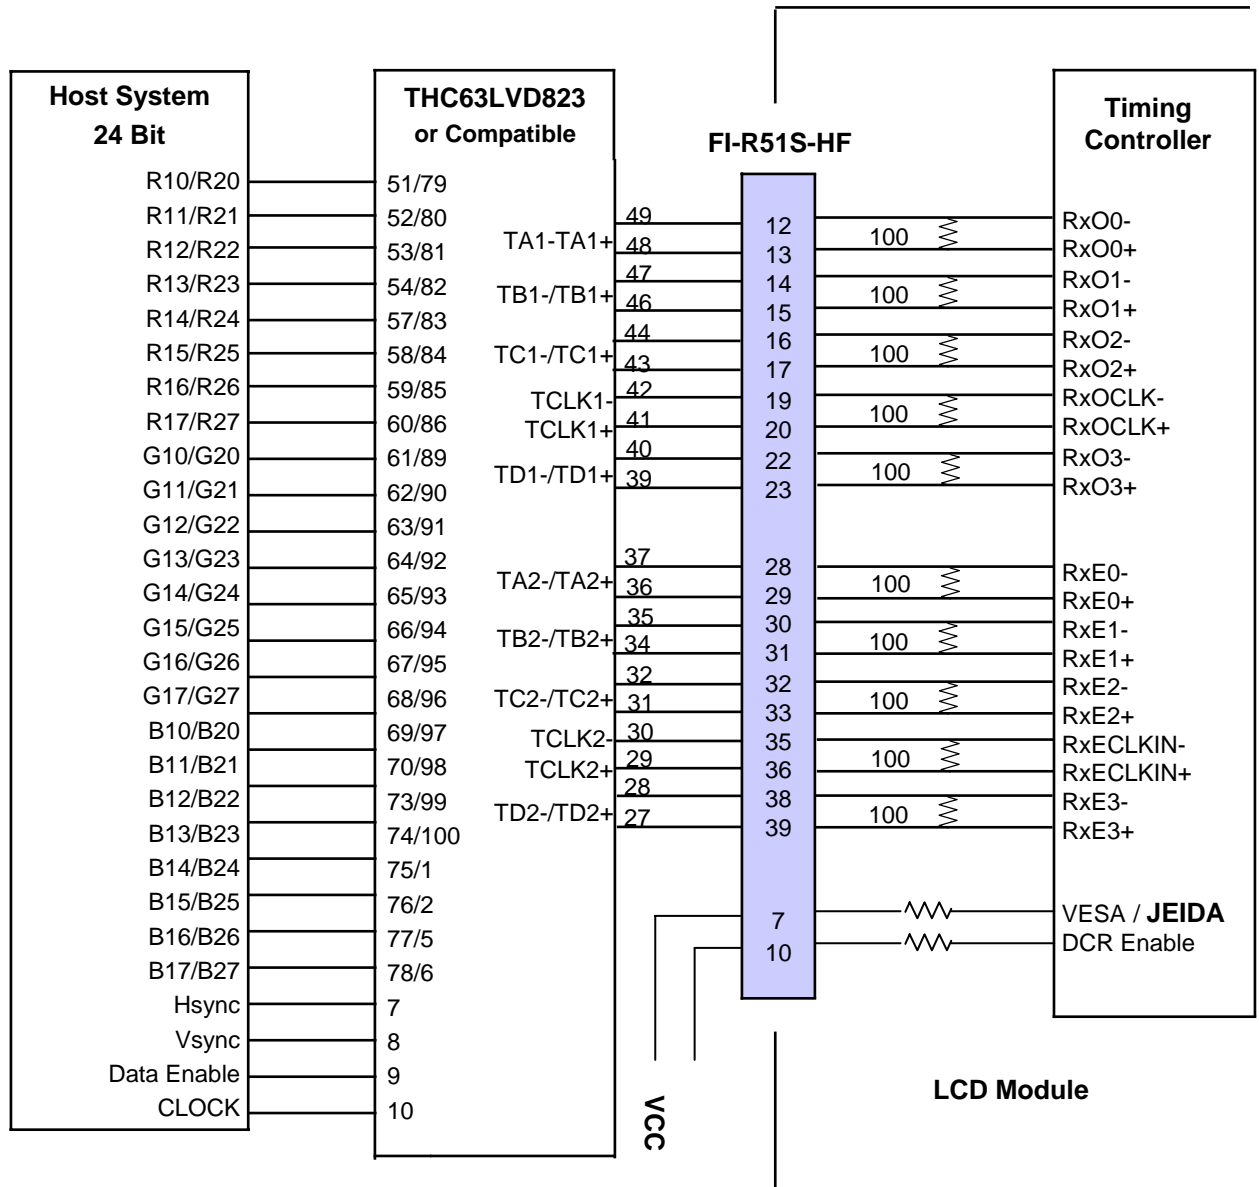 Host System
24 Bit
R10/R20
R11/R21
R12/R22
R13/R23
R14/R24
R15/R25
R16/R26
R17/R27
G10/G20
G11/G21
G12/G22
G13/G23
G14/G24
G15/G25
G16/G26
G17/G27
B10/B20
B11/B21
B12/B22
B13/B23
B14/B24
B15/B25
B16/B26
B17/B27
Hsync
Vsync
Data Enable
CLOCK
THC63LVD823
or Compatible
51/79
52/80
53/81
54/82
57/83
58/84
59/85
60/86
61/89
62/90
63/91
64/92
65/93
66/94
67/95
68/96
69/97
70/98
73/99
74/100
75/1
76/2
77/5
78/6
7
8
9
10
TA1-TA1+
TB1-/TB1+
TC1-/TC1+
TCLK1-
TCLK1+
TD1-/TD1+
TA2-/TA2+
TB2-/TB2+
TC2-/TC2+
TCLK2-
TCLK2+
TD2-/TD2+
49
48
47
46
44
43
42
41
40
39
37
36
35
34
32
31
30
29
28
27
VCC
FI-R51S-HF
12
13
14
15
16
17
19
20
22
23
28
29
30
31
32
33
35
36
38
39
7
10
100
100
100
100
100
100
100
100
100
100
Timing
Controller
RxO0-
RxO0+
RxO1-
RxO1+
RxO2-
RxO2+
RxOCLK-
RxOCLK+
RxO3-
RxO3+
RxE0-
RxE0+
RxE1-
RxE1+
RxE2-
RxE2+
RxECLKIN-
RxECLKIN+
RxE3-
RxE3+
VESA / JEIDA
DCR Enable
LCD Module